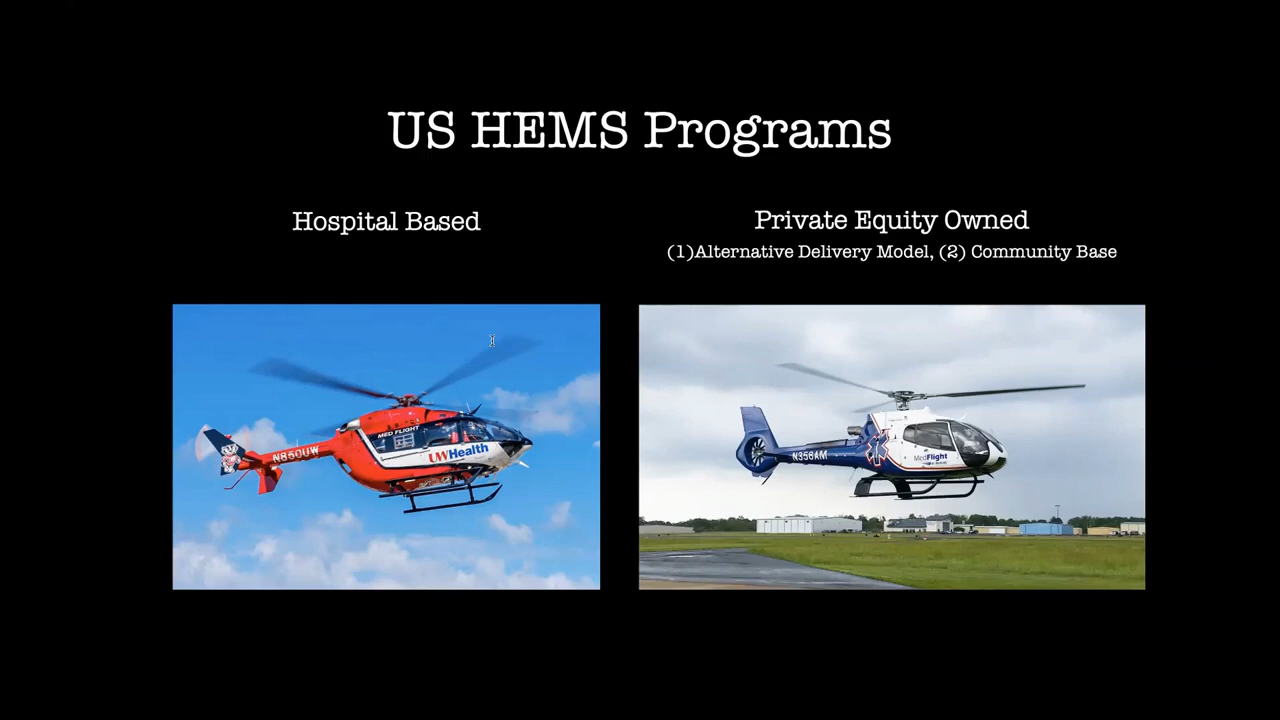 US HEMS Programs
Hospital Based
Private Equity Owned
(1)Alternative Delivery Model, (2) Community Base
MED FLIGHT
UWHealth
N850UW
MedFlight
N356AM